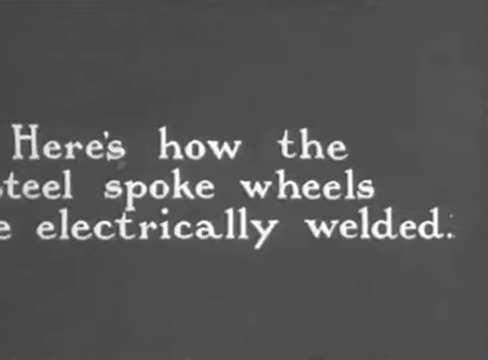 Here's how the
steel spoke wheels
e electrically welded.